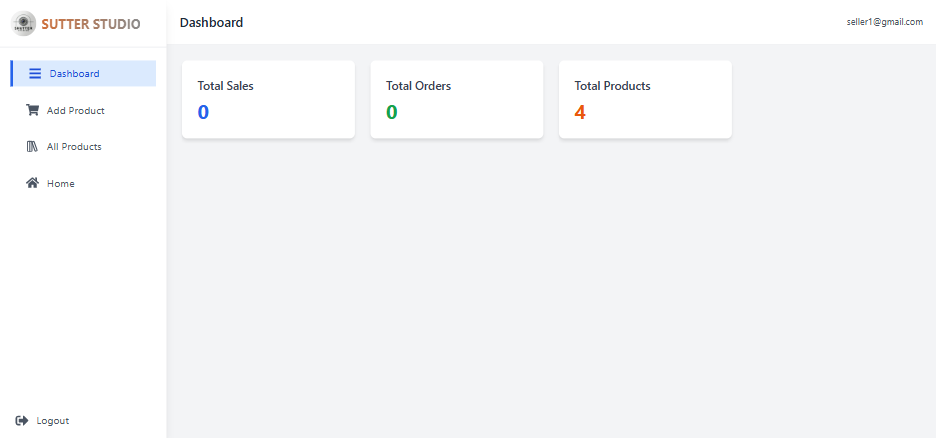 SUTTER STUDIO
Dashboard
seller1@gmail.com
Dashboard
Add Product
All Products
Home
Logout
Total Sales
0
Total Orders
0
Total Products
4